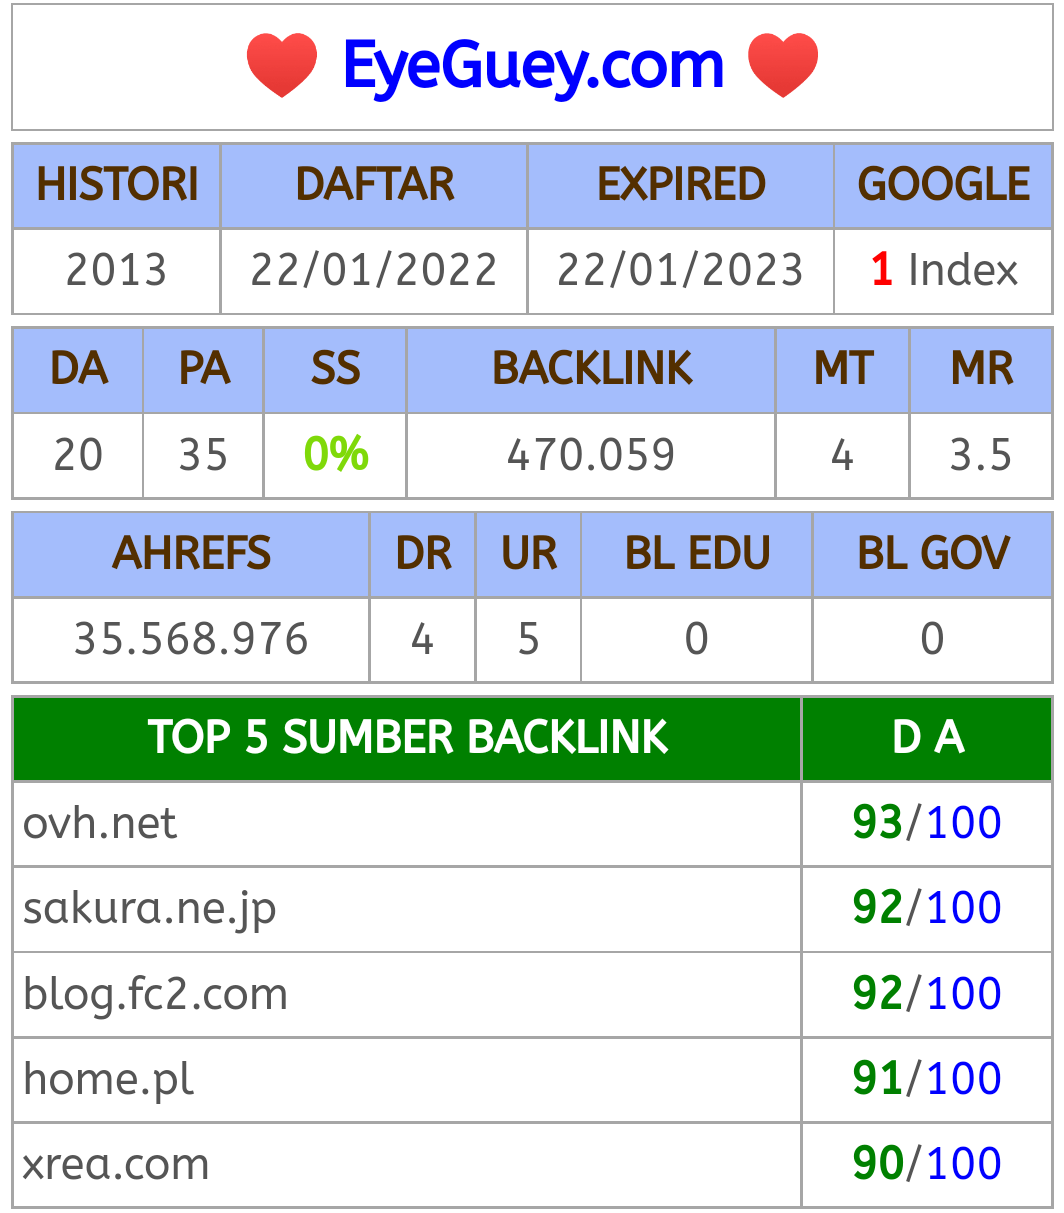 EyeGuey.com
HISTORI DAFTAR EXPIRED GOOGLE
2013 22/01/2022 22/01/2023 1 Index
DA PA SS BACKLINK MT MR
20 35 0% 470.059 4 3.5
AHREFS DR UR BL EDU BL GOV
35.568.976 4 5 0 0
TOP 5 SUMBER BACKLINK D A
ovh.net 93/100
sakura.ne.jp 92/100
blog.fc2.com 92/100
home.pl 91/100
xrea.com 90/100